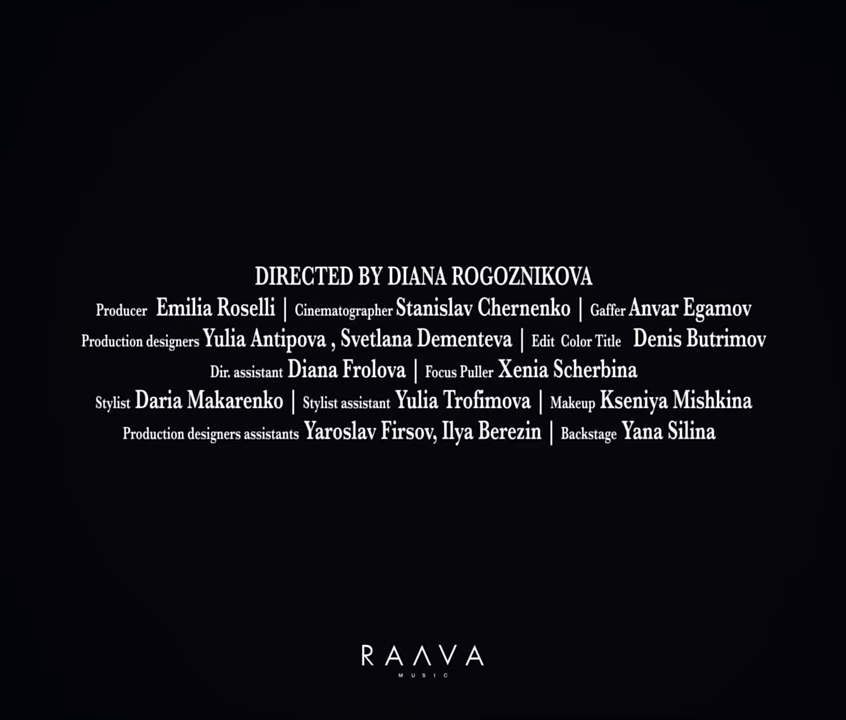 DIRECTED BY DIANA ROGOZNIKOVA
Producer Emilia Roselli | Cinematographer Stanislav Chernenko | Gaffer Anvar Egamov
Production designers Yulia Antipova , Svetlana Dementeva | Edit Color Title Denis Butrimov
Dir. assistant Diana Frolova | Focus Puller Xenia Scherbina
Stylist Daria Makarenko | Stylist assistant Yulia Trofimova | Makeup Kseniya Mishkina
Production designers assistants Yaroslav Firsov, Ilya Berezin | Backstage Yana Silina
RAAVA
MUSIC